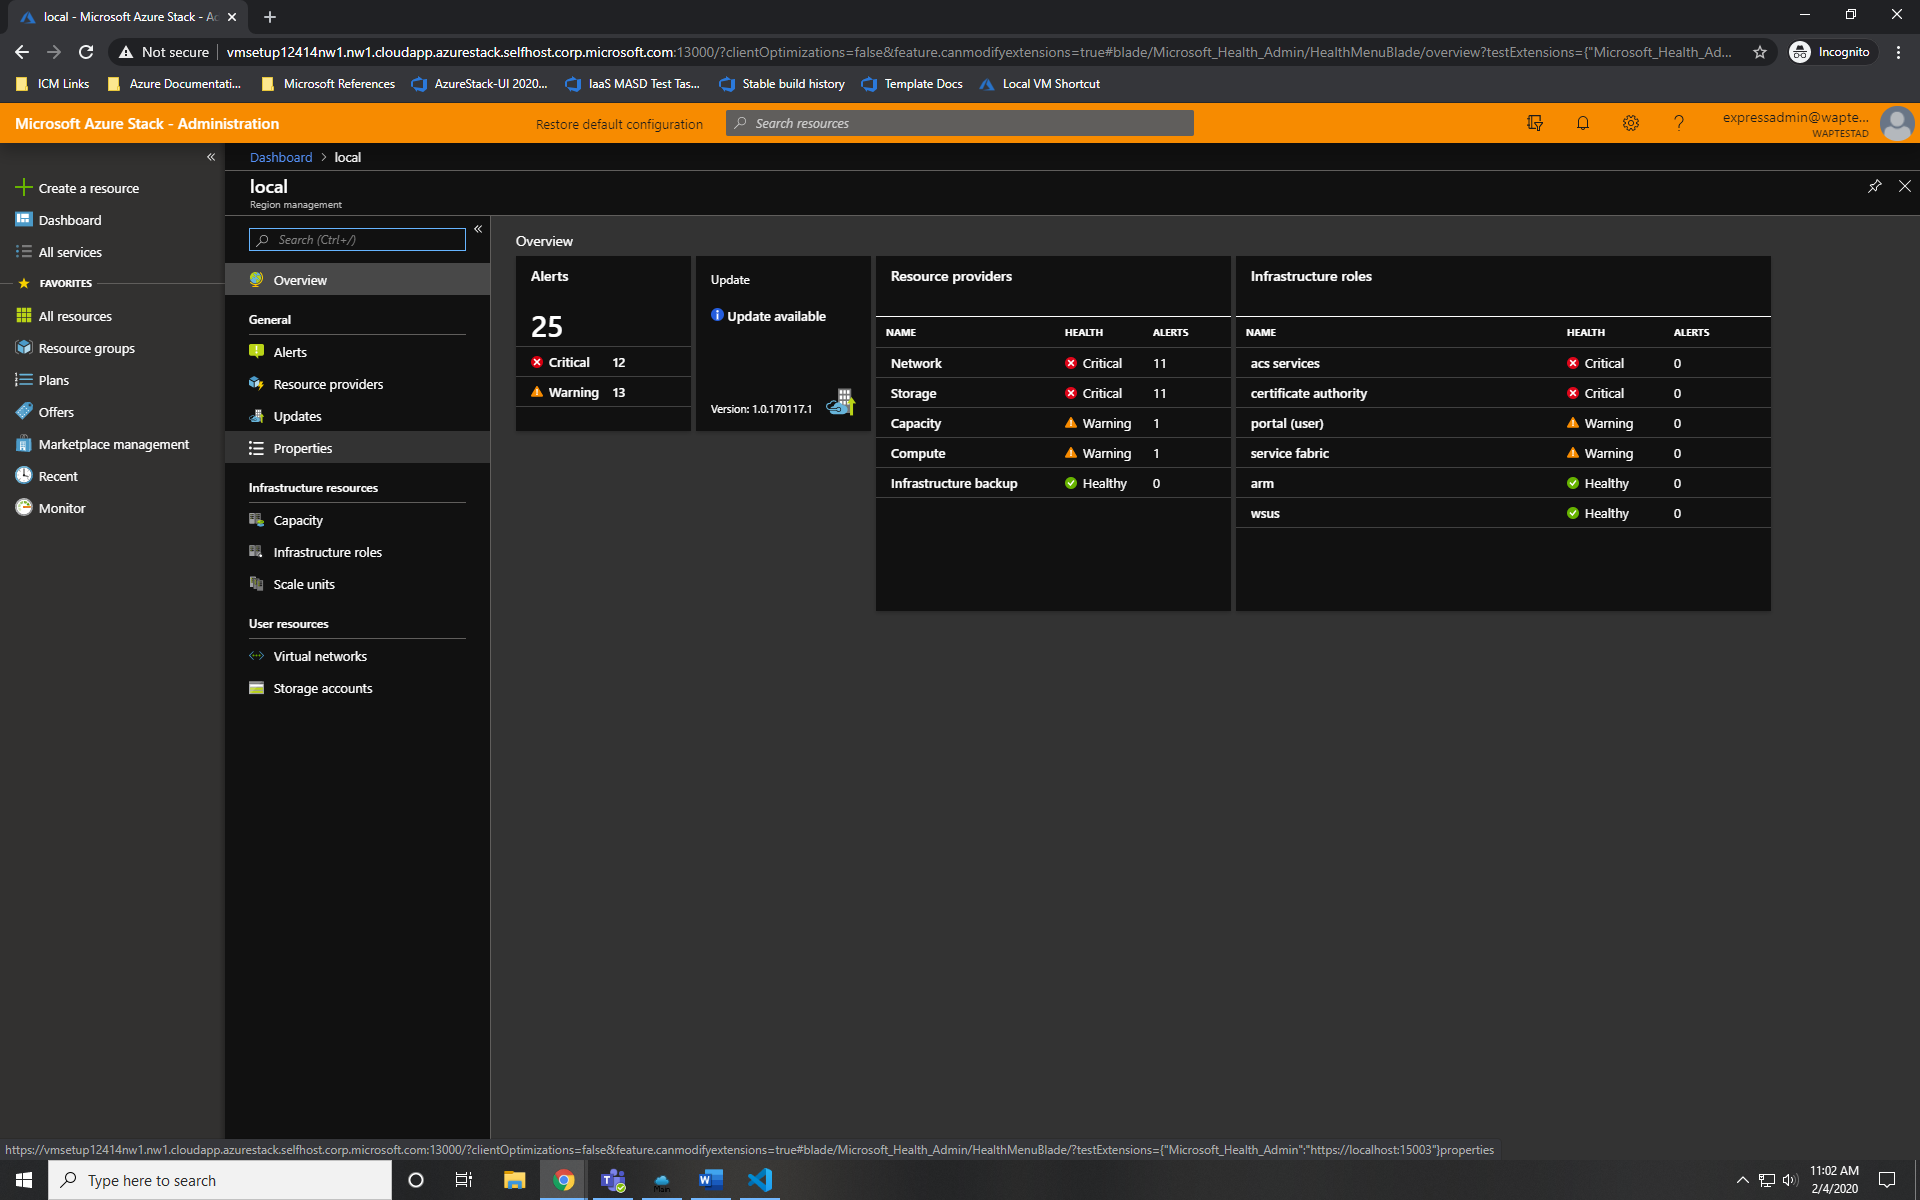 local - Microsoft Azure Stack - Ac
Not secure
vmsetup12414nw1.nw1.cloudapp.azurestack.selfhost.corp.microsoft.com:13000/?clientOptimizations=false&feature.canmodifyextensions=true#blade/Microsoft_Health_Admin/HealthMenuBlade/overview?testExtensions={"Microsoft_Health_Ad...
Incognito
ICM Links
Azure Documentati...
Microsoft References
AzureStack-UI 2020...
IaaS MASD Test Tas...
Stable build history
Template Docs
Local VM Shortcut
Microsoft Azure Stack - Administration
Restore default configuration
Search resources
expressadmin@wapte...
WAPTESTAD
Create a resource
Dashboard
All services
FAVORITES
All resources
Resource groups
Plans
Offers
Marketplace management
Recent
Monitor
Dashboard > local
local
Region management
Search (Ctrl+/)
Overview
General
Alerts
Resource providers
Updates
Properties
Infrastructure resources
Capacity
Infrastructure roles
Scale units
User resources
Virtual networks
Storage accounts
Overview
Alerts
25
Critical 12
Warning 13
Update
Update available
Version: 1.0.170117.1
Resource providers
NAME HEALTH ALERTS
Network Critical 11
Storage Critical 11
Capacity Warning 1
Compute Warning 1
Infrastructure backup Healthy 0
Infrastructure roles
NAME HEALTH ALERTS
acs services Critical 0
certificate authority Critical 0
portal (user) Warning 0
service fabric Warning 0
arm Healthy 0
wsus Healthy 0
https://vmsetup12414nw1.nw1.cloudapp.azurestack.selfhost.corp.microsoft.com:13000/?clientOptimizations=false&feature.canmodifyextensions=true#blade/Microsoft_Health_Admin/HealthMenuBlade/?testExtensions={"Microsoft_Health_Admin":"https://localhost:15003"}properties
Type here to search
11:02 AM
2/4/2020